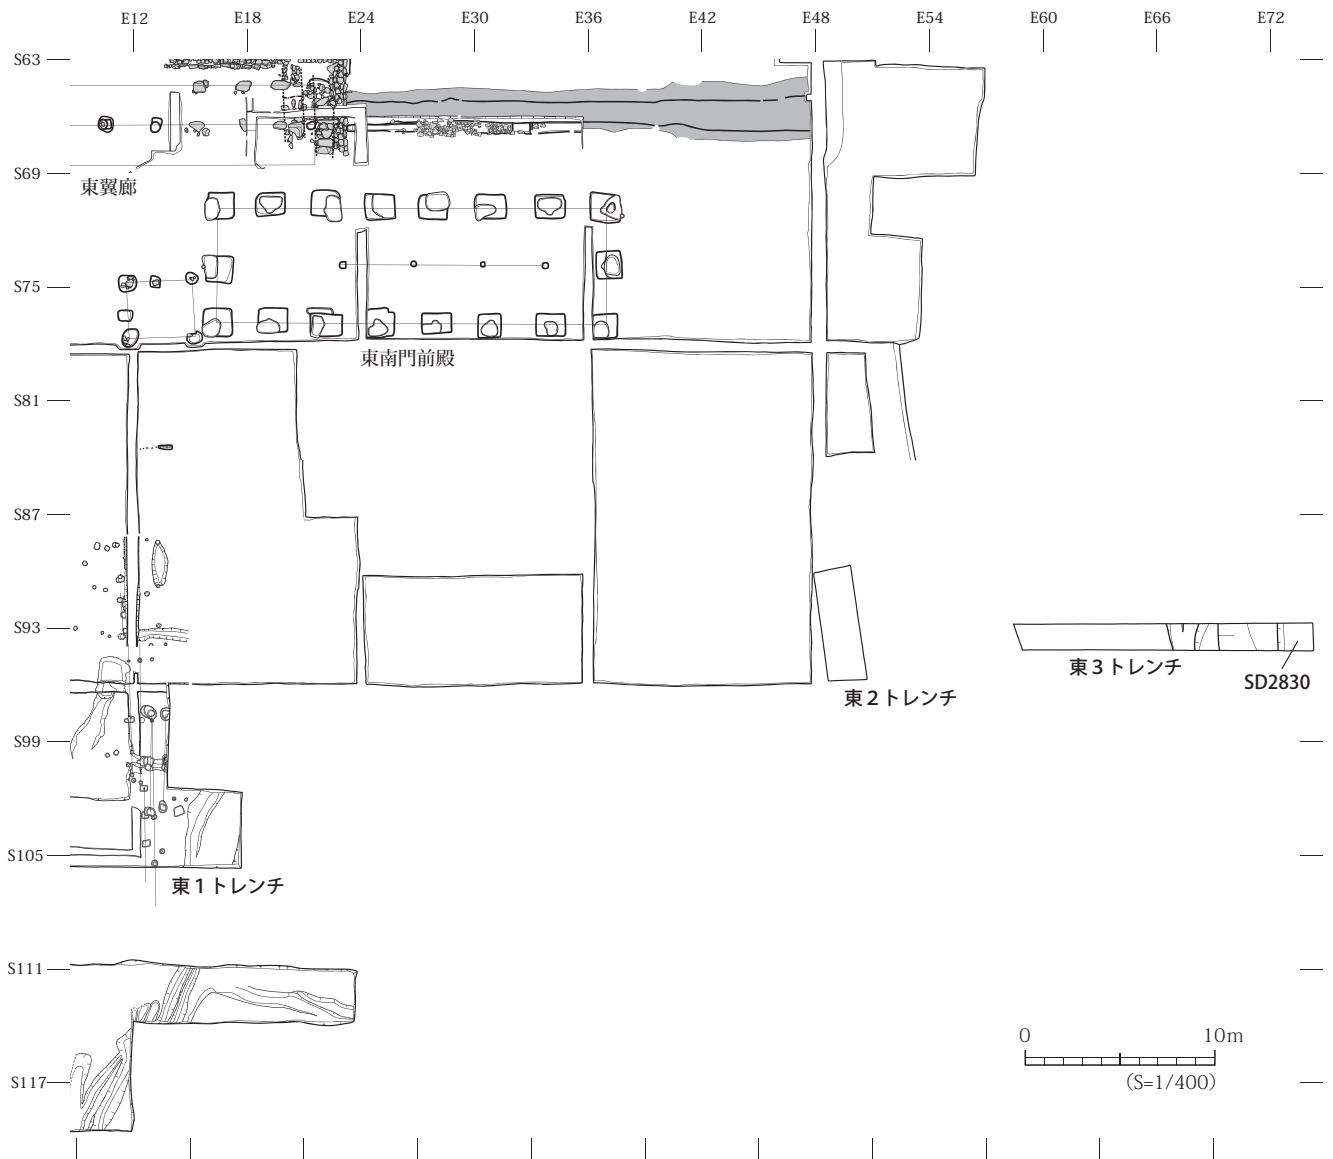 E12 E18 E24 E30 E36 E42 E48 E54 E60 E66 E72
S63
S69
東翼廊
S75
東南門前殿
S81
S87
S93
東3トレンチ
SD2830
東2トレンチ
S99
S105
東1トレンチ
S111
0 10m
S117
(S=1/400)